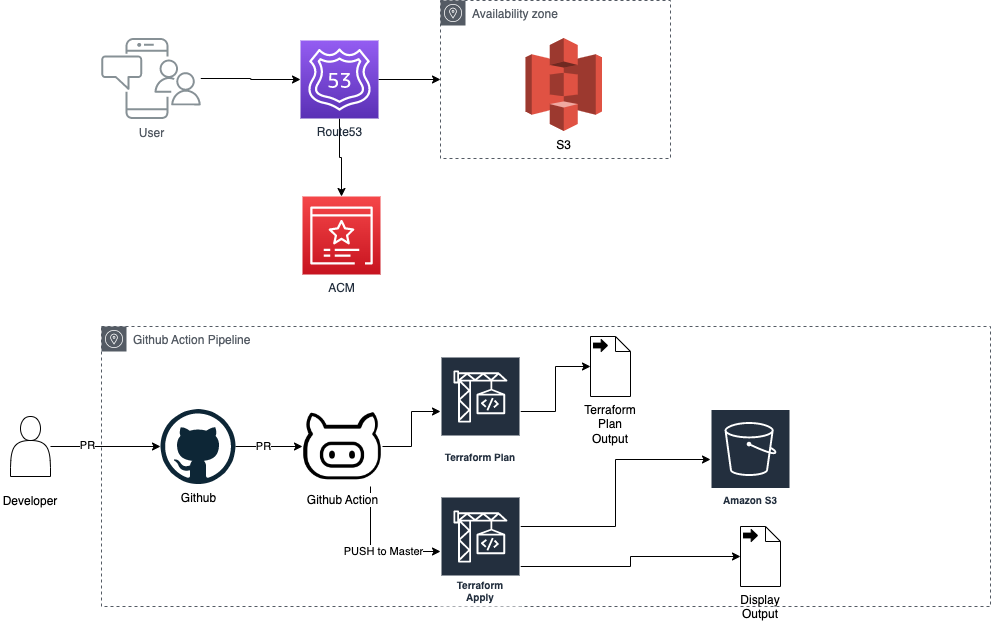 Availability zone
53
User
Route53
S3
ACM
Github Action Pipeline
</>
Terraform
Plan
Output
PR
PR
Terraform Plan
Developer
Github
Github Action
Amazon S3
</>
PUSH to Master
Terraform
Apply
Display
Output